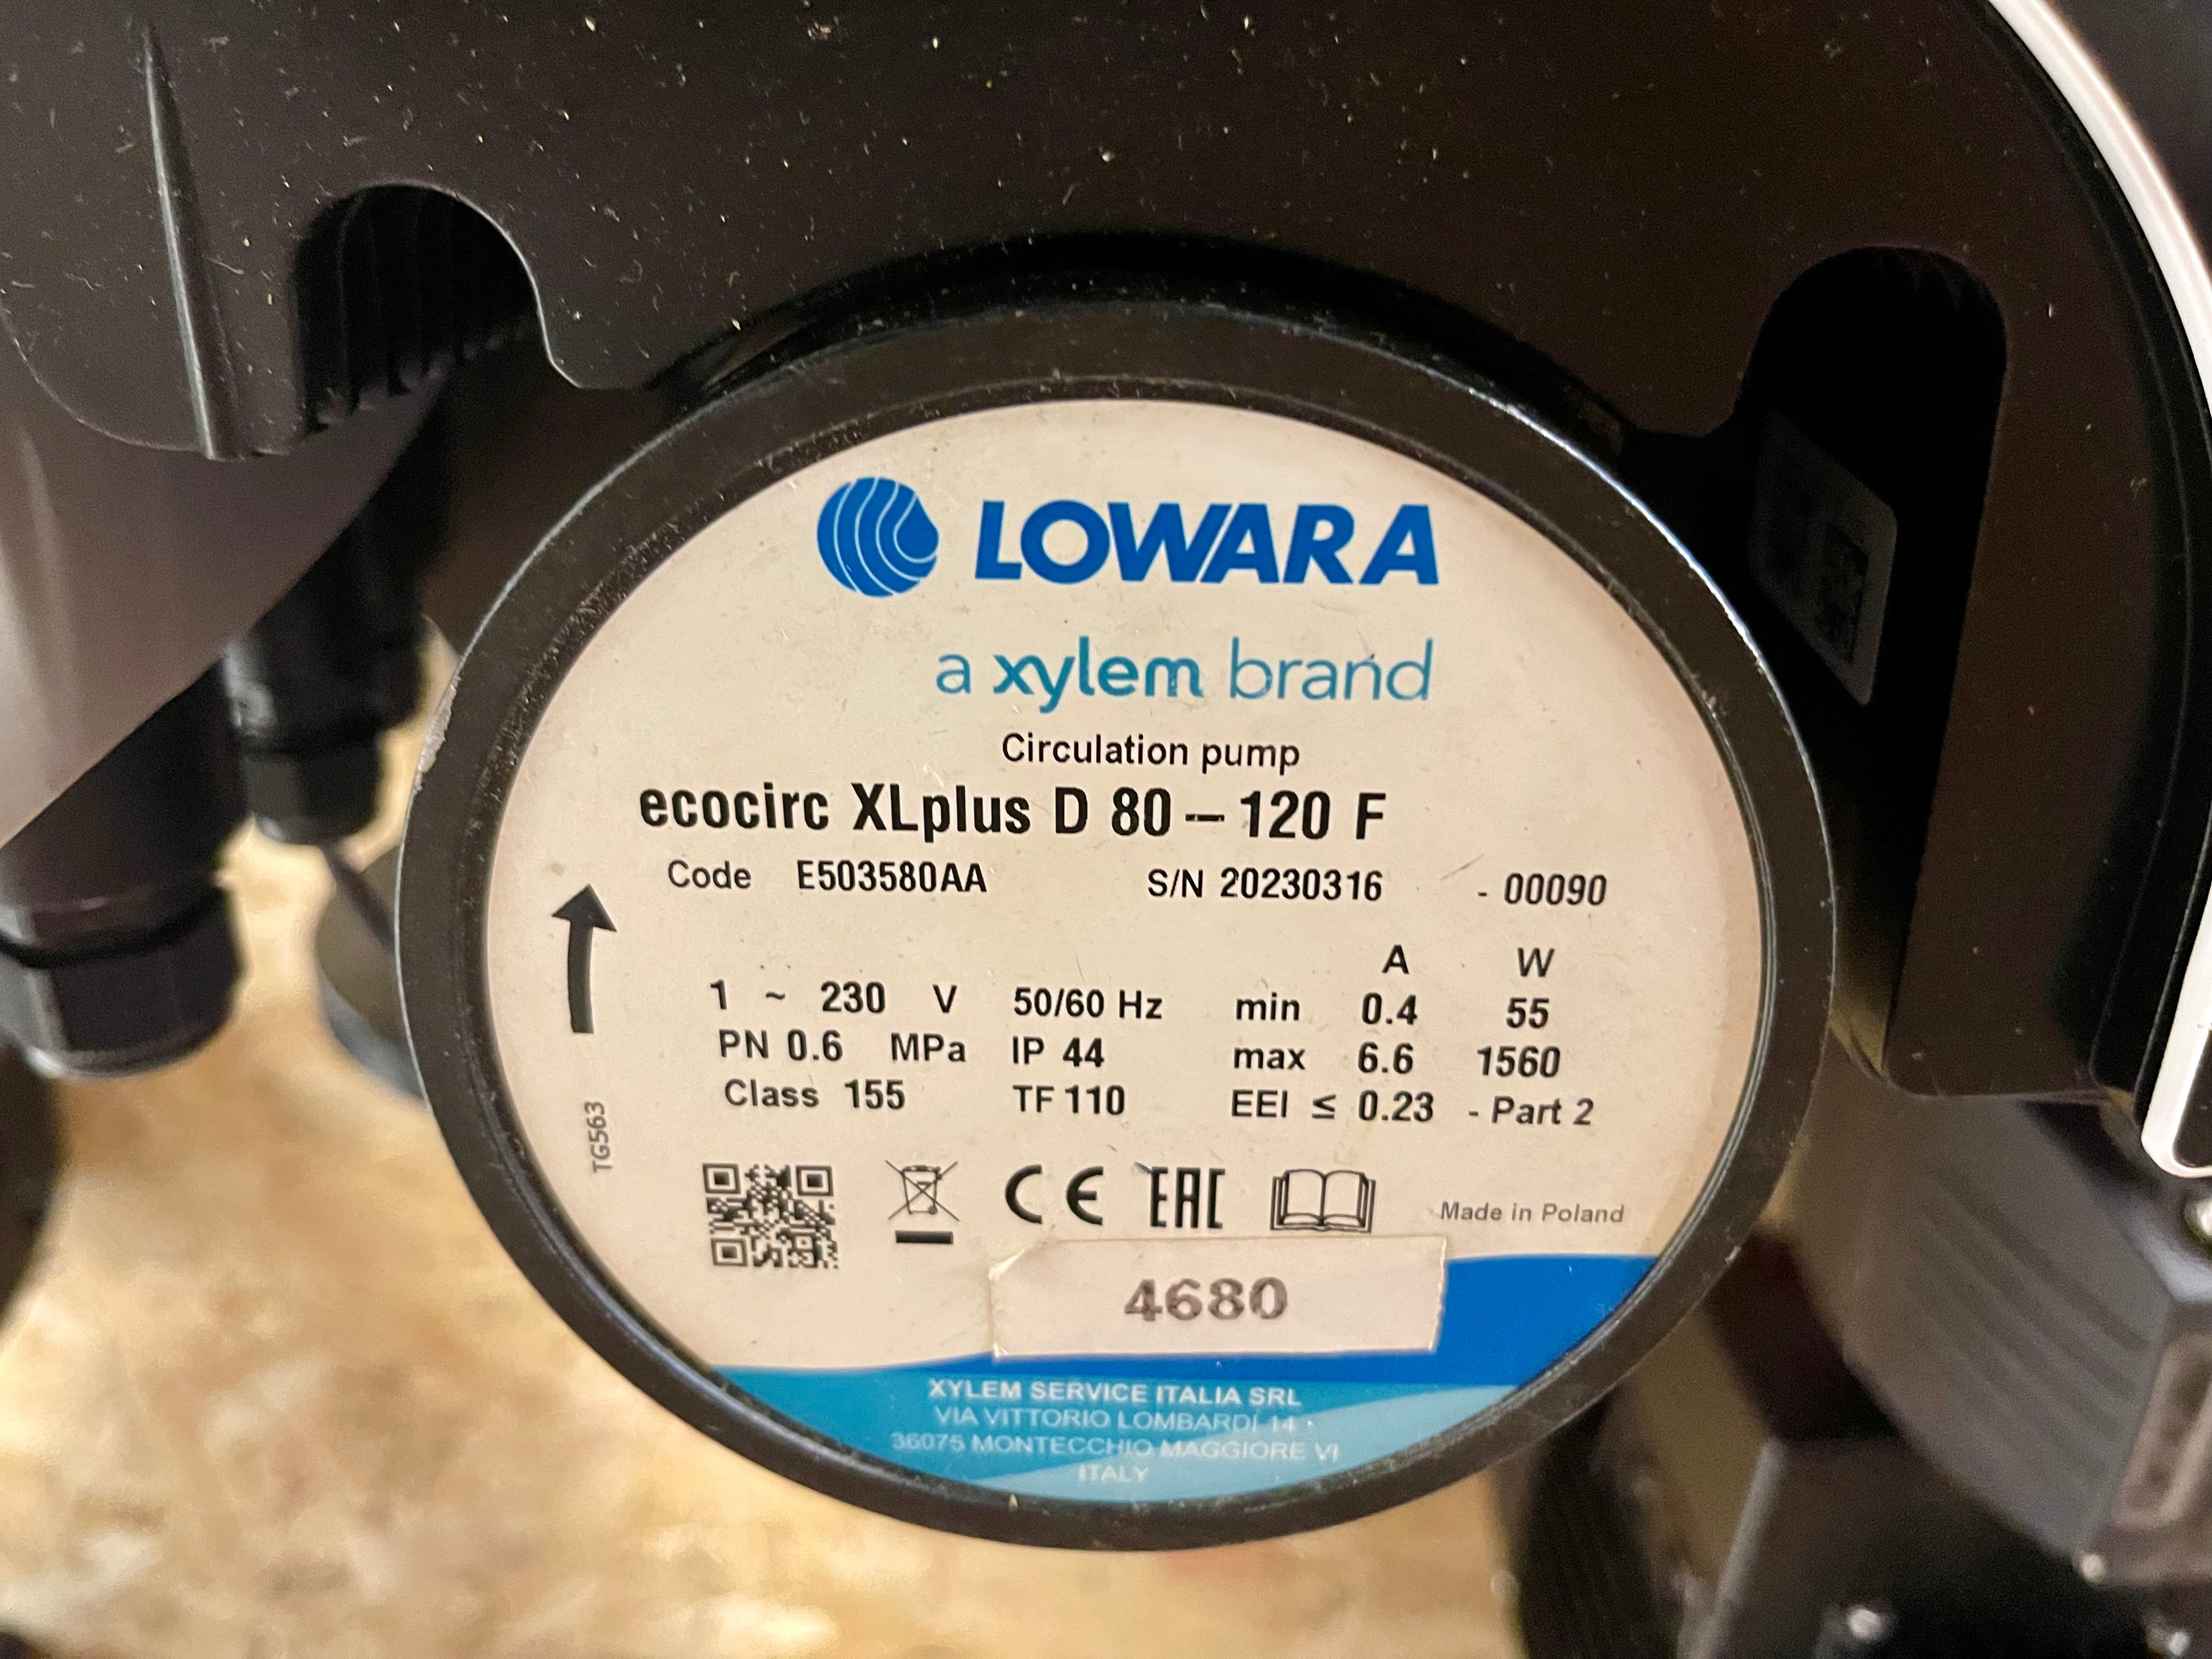 LOWARA
a xylem brand
Circulation pump
ecocirc XLplus D 80 – 120 F
Code E503580AA S/N 20230316 - 00090
A W
1 ~ 230 V 50/60 Hz min 0.4 55
PN 0.6 MPa IP 44 max 6.6 1560
Class 155 TF 110 EEI ≤ 0.23 - Part 2
TG563
CE EAC
Made in Poland
4680
XYLEM SERVICE ITALIA SRL
VIA VITTORIO LOMBARDI 14
36075 MONTECCHIO MAGGIORE VI
ITALY